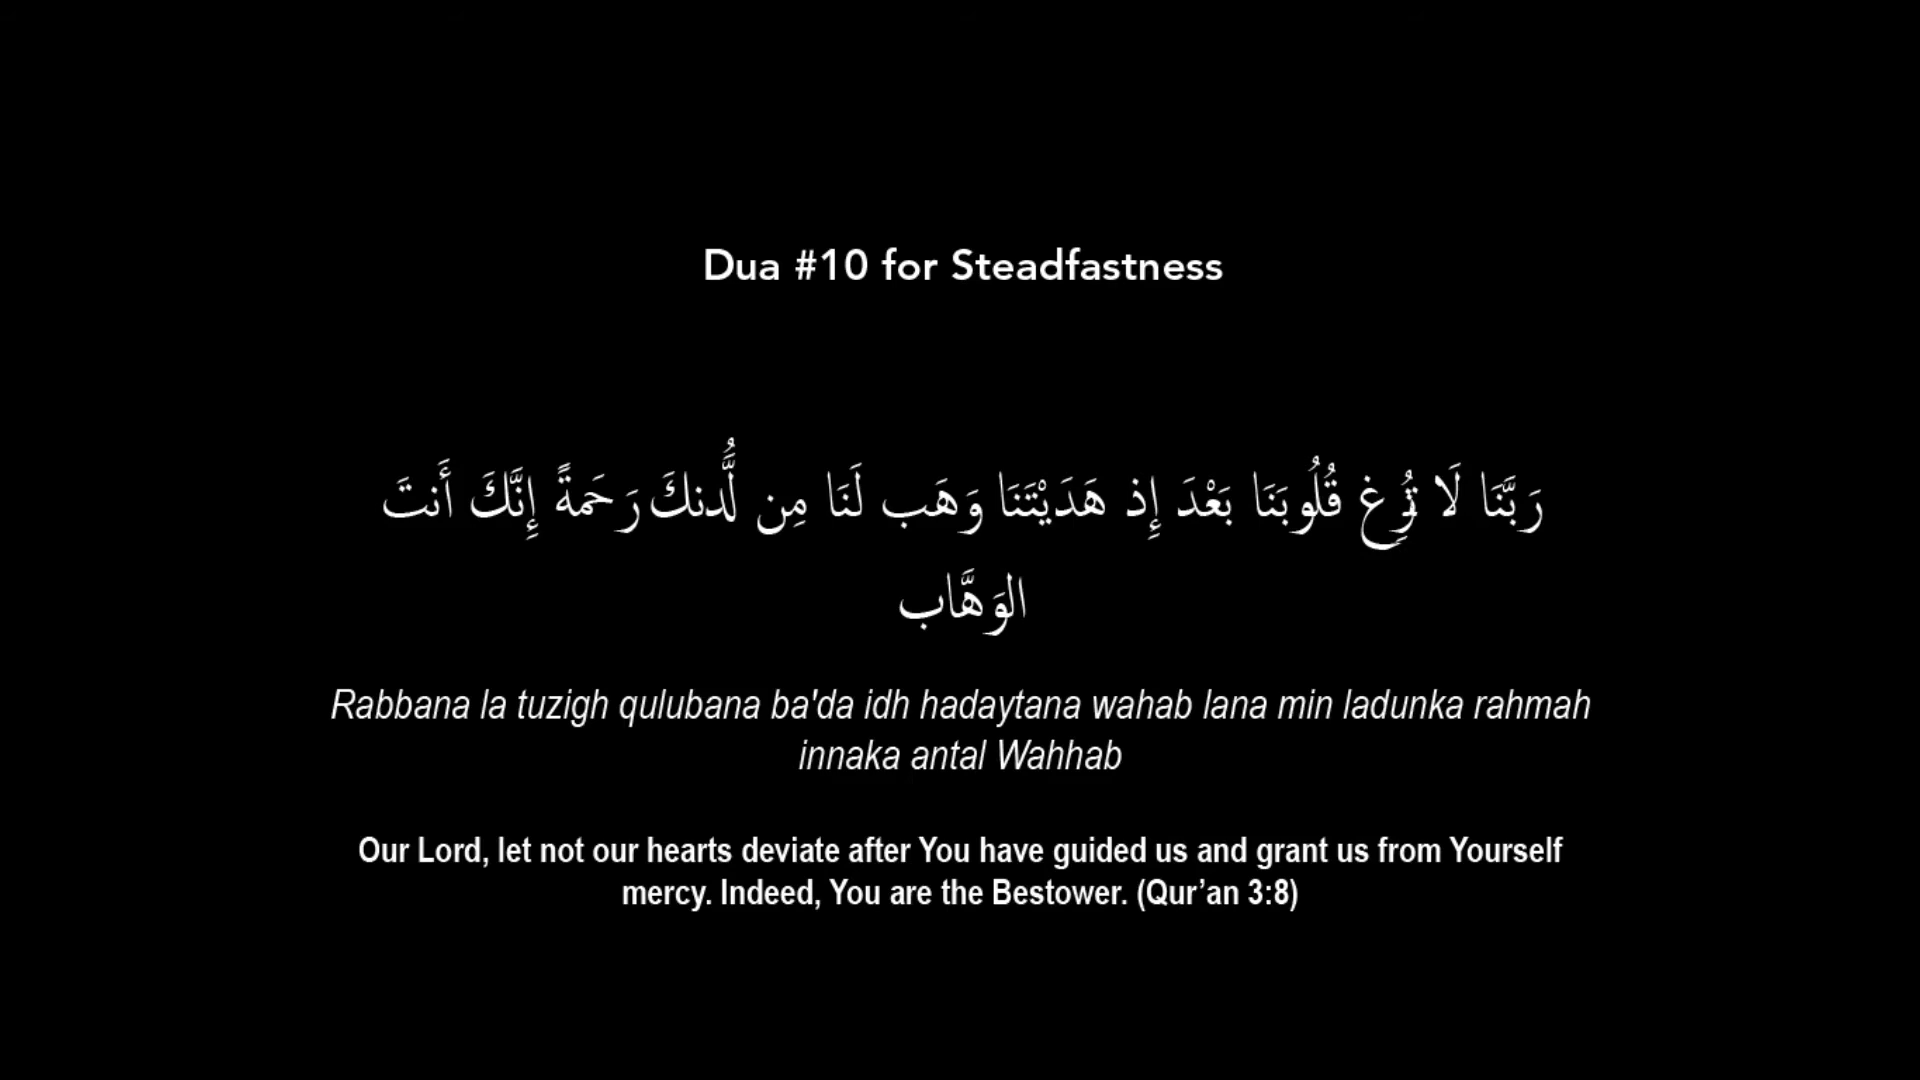 Dua #10 for Steadfastness
رَبَّنَا لَا تُزِغ قُلُوبَنَا بَعْدَ إِذ هَدَيْتَنَا وَهَب لَنَا مِن لَّدُنكَ رَحَمةً إِنَّكَ أَنتَ
الوَهَّاب
Rabbana la tuzigh qulubana ba'da idh hadaytana wahab lana min ladunka rahmah
innaka antal Wahhab
Our Lord, let not our hearts deviate after You have guided us and grant us from Yourself
mercy. Indeed, You are the Bestower. (Qur’an 3:8)